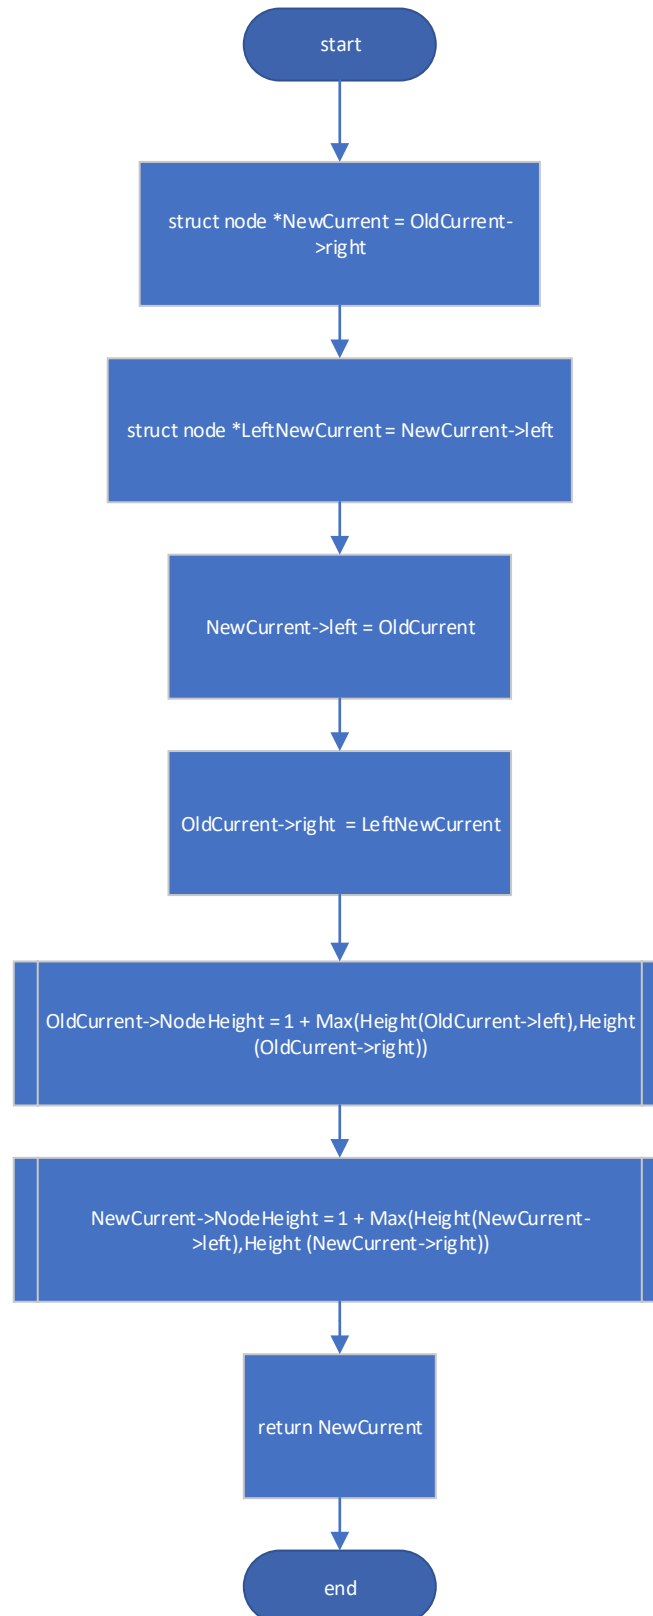 start
struct node *NewCurrent = OldCurrent-
>right
struct node *LeftNewCurrent = NewCurrent->left
NewCurrent->left = OldCurrent
OldCurrent->right  = LeftNewCurrent
OldCurrent->NodeHeight = 1 + Max(Height(OldCurrent->left),Height
(OldCurrent->right))
NewCurrent->NodeHeight = 1 + Max(Height(NewCurrent-
>left),Height (NewCurrent->right))
return NewCurrent
end